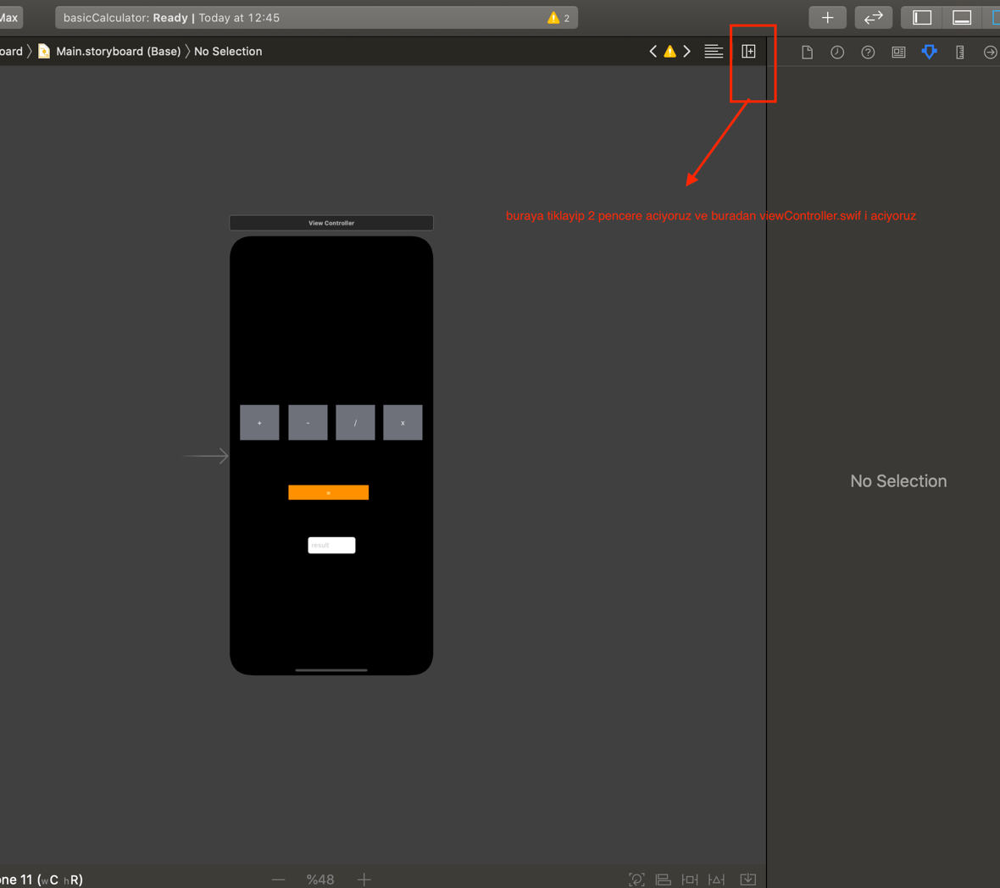 Max
basicCalculator: Ready | Today at 12:45
2
oard 〉 Main.storyboard (Base) 〉 No Selection
buraya tiklayip 2 pencere aciyoruz ve buradan viewController.swif i aciyoruz
View Controller
+ - / x
=
result
No Selection
one 11 (wC hR)
%48